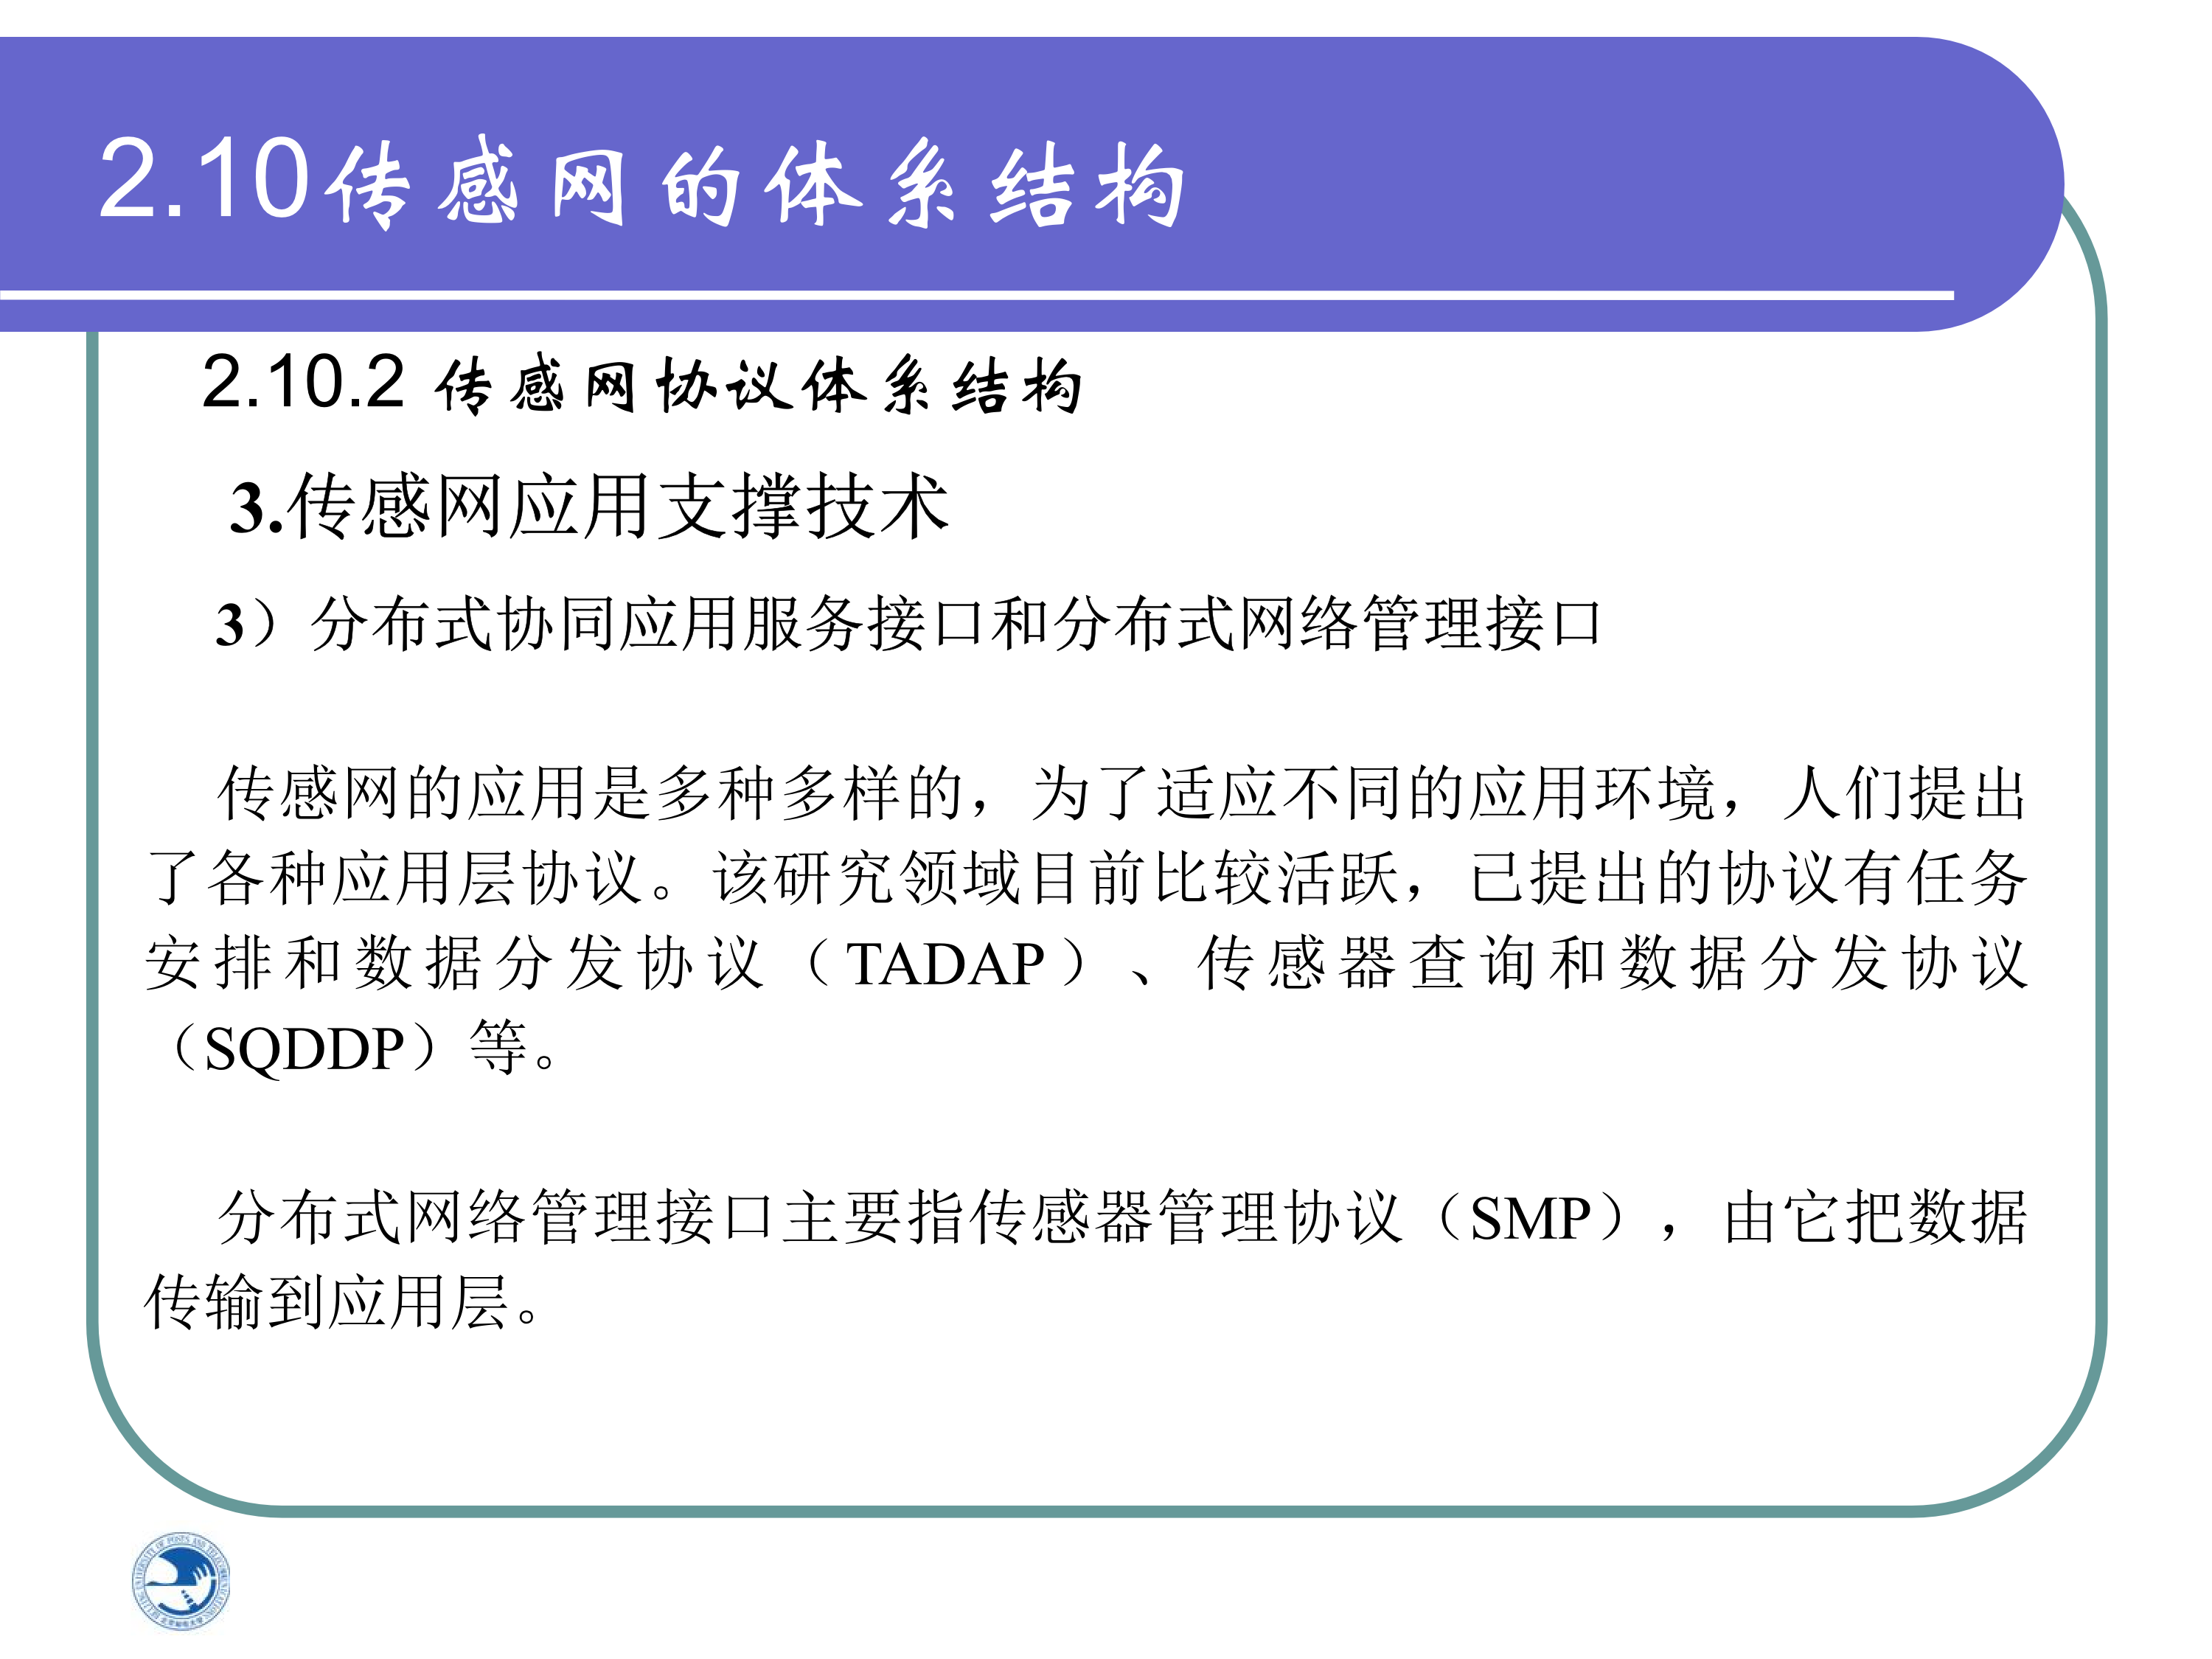 2.10传感网的体系结构
2.10.2 传感网协议体系结构
3.传感网应用支撑技术
3）分布式协同应用服务接口和分布式网络管理接口
传感网的应用是多种多样的，为了适应不同的应用环境，人们提出
了各种应用层协议。该研究领域目前比较活跃，已提出的协议有任务
安排和数据分发协议（TADAP）、传感器查询和数据分发协议
（SQDDP）等。
分布式网络管理接口主要指传感器管理协议（SMP），由它把数据
传输到应用层。